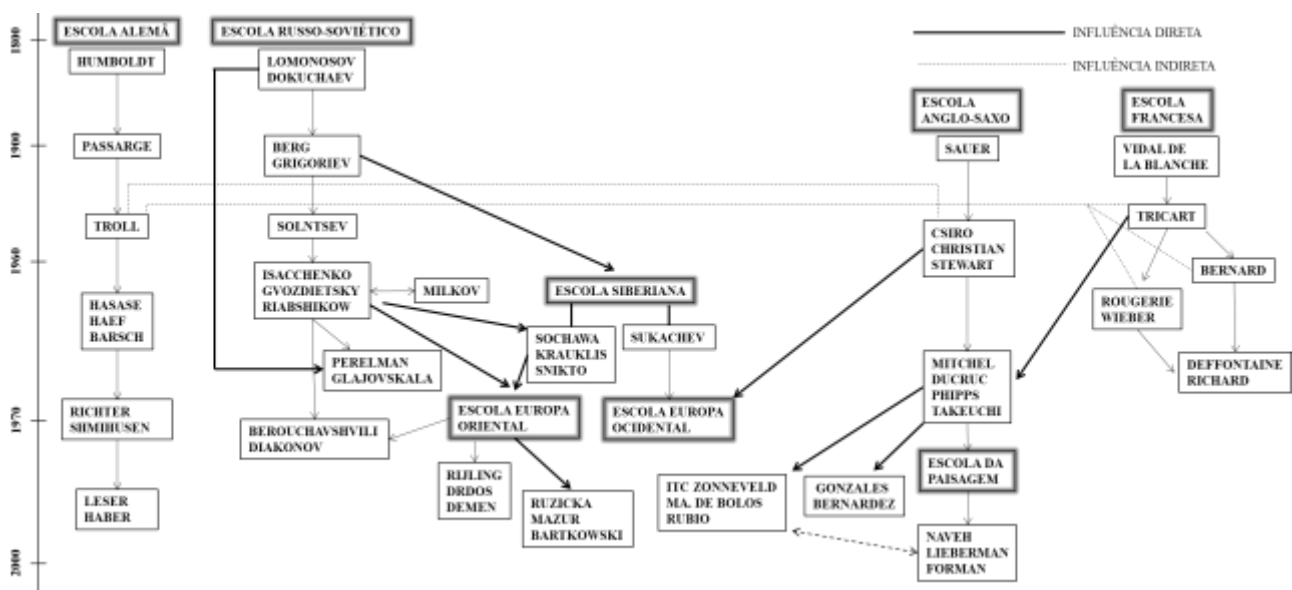 1800
1900
1960
1970
2000
ESCOLA ALEMÃ
HUMBOLDT
PASSARGE
TROLL
HASASE
HAEF
BARSCH
RICHTER
SHMIHUSEN
LESER
HABER
ESCOLA RUSSO-SOVIÉTICO
LOMONOSOV
DOKUCHAEV
BERG
GRIGORIEV
SOLNTSEV
ISACCHENKO
GVOZDIETSKY
RIABSHIKOW
MILKOV
PERELMAN
GLAJOVSKALA
BEROUCHAVSHVILI
DIAKONOV
ESCOLA SIBERIANA
SOCHAWA
KRAUKLIS
SNIKTO
SUKACHEV
ESCOLA EUROPA
ORIENTAL
RIJLING
DRDOS
DEMEN
RUZICKA
MAZUR
BARTKOWSKI
ESCOLA EUROPA
OCIDENTAL
INFLUÊNCIA DIRETA
INFLUÊNCIA INDIRETA
ESCOLA
ANGLO-SAXO
SAUER
CSIRO
CHRISTIAN
STEWART
MITCHEL
DUCRUC
PHIPPS
TAKEUCHI
ITC ZONNEVELD
MA. DE BOLOS
RUBIO
GONZALES
BERNARDEZ
ESCOLA DA
PAISAGEM
NAVEH
LIEBERMAN
FORMAN
ESCOLA
FRANCESA
VIDAL DE
LA BLANCHE
TRICART
BERNARD
ROUGERIE
WIEBER
DEFFONTAINE
RICHARD